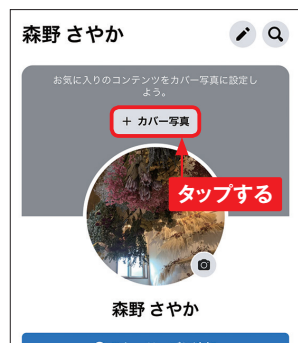 森野 さやか
お気に入りのコンテンツをカバー写真に設定し
よう。
+ カバー写真
タップする
森野 さやか